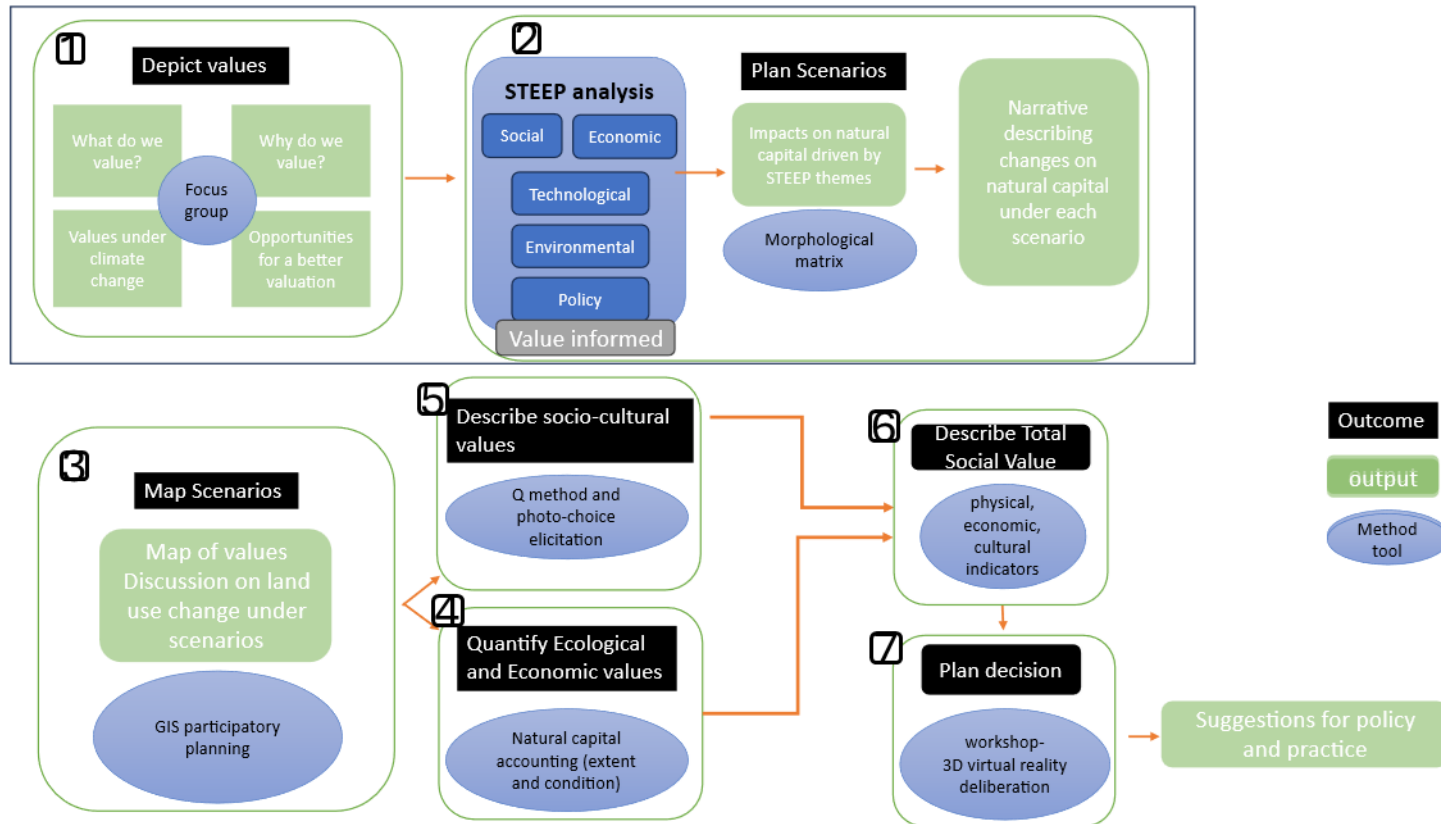 1
Depict values
What do we
value?
Why do we
value?
Focus
group
Values under
climate
change
Opportunities
for a better
valuation
2
STEEP analysis
Social
Economic
Technological
Environmental
Policy
Value informed
Plan Scenarios
Impacts on natural
capital driven by
STEEP themes
Morphological
matrix
Narrative
describing
changes on
natural capital
under each
scenario
3
Map Scenarios
Map of values
Discussion on land
use change under
scenarios
GIS participatory
planning
5
Describe socio-cultural
values
Q method and
photo-choice
elicitation
4
Quantify Ecological
and Economic values
Natural capital
accounting (extent
and condition)
6
Describe Total
Social Value
physical,
economic,
cultural
indicators
7
Plan decision
workshop-
3D virtual reality
deliberation
Suggestions for policy
and practice
Outcome
output
Method
tool